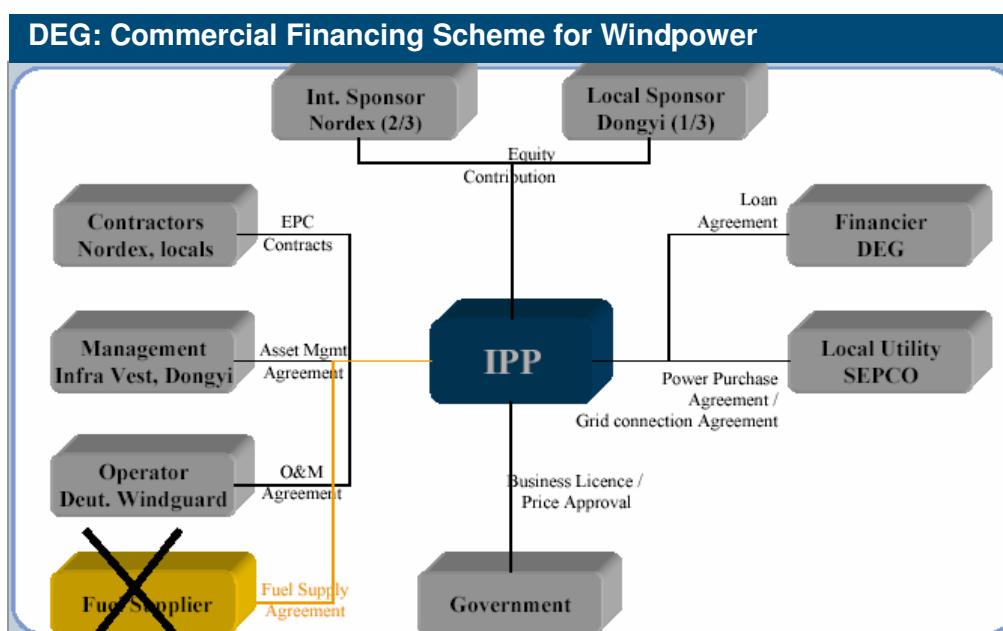 DEG: Commercial Financing Scheme for Windpower
Int. Sponsor
Nordex (2/3)
Local Sponsor
Dongyi (1/3)
Equity
Contribution
Contractors
Nordex, locals
EPC
Contracts
Loan
Agreement
Financier
DEG
Management
Infra Vest, Dongyi
Asset Mgmt
Agreement
IPP
Local Utility
SEPCO
Power Purchase
Agreement /
Grid connection Agreement
Operator
Deut. Windguard
O&M
Agreement
Business Licence /
Price Approval
Fuel Supplier
Fuel Supply
Agreement
Government